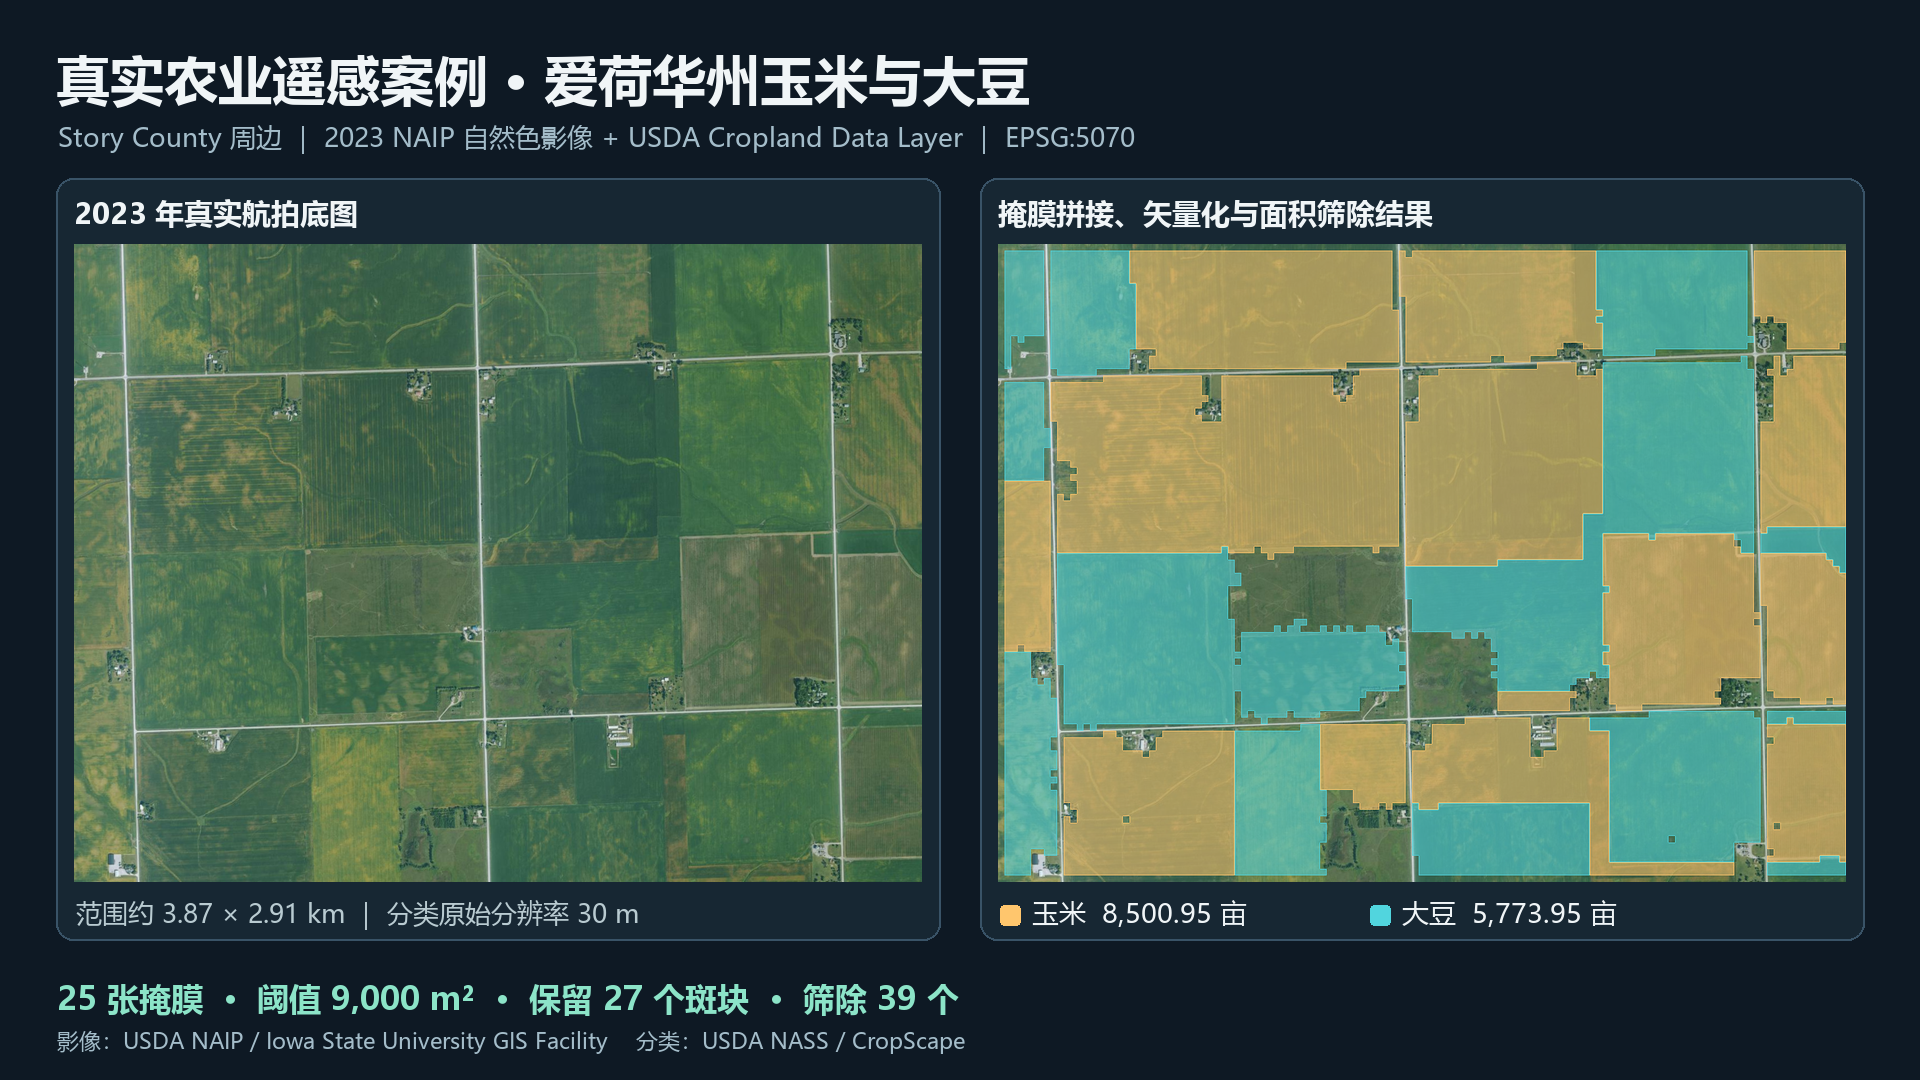 真实农业遥感案例 • 爱荷华州玉米与大豆
Story County 周边 | 2023 NAIP 自然色影像 + USDA Cropland Data Layer | EPSG:5070
2023 年真实航拍底图
掩膜拼接、矢量化与面积筛除结果
范围约 3.87 × 2.91 km | 分类原始分辨率 30 m
玉米 8,500.95 亩
大豆 5,773.95 亩
25 张掩膜 • 阈值 9,000 m² • 保留 27 个斑块 • 筛除 39 个
影像：USDA NAIP / Iowa State University GIS Facility 分类：USDA NASS / CropScape